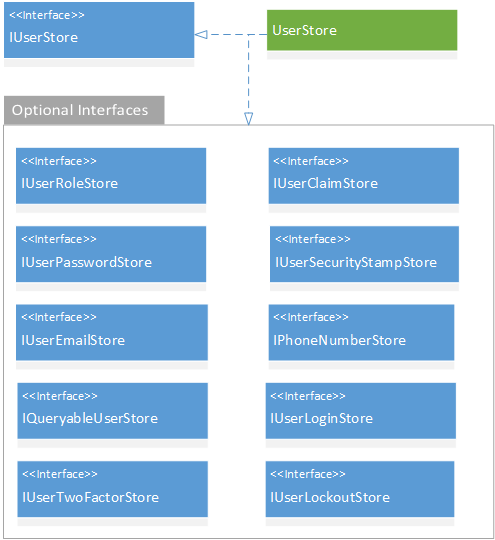 <<Interface>>
IUserStore
UserStore
Optional Interfaces
<<Interface>>
IUserRoleStore
<<Interface>>
IUserClaimStore
<<Interface>>
IUserPasswordStore
<<Interface>>
IUserSecurityStampStore
<<Interface>>
IUserEmailStore
<<Interface>>
IPhoneNumberStore
<<Interface>>
IQueryableUserStore
<<Interface>>
IUserLoginStore
<<Interface>>
IUserTwoFactorStore
<<Interface>>
IUserLockoutStore